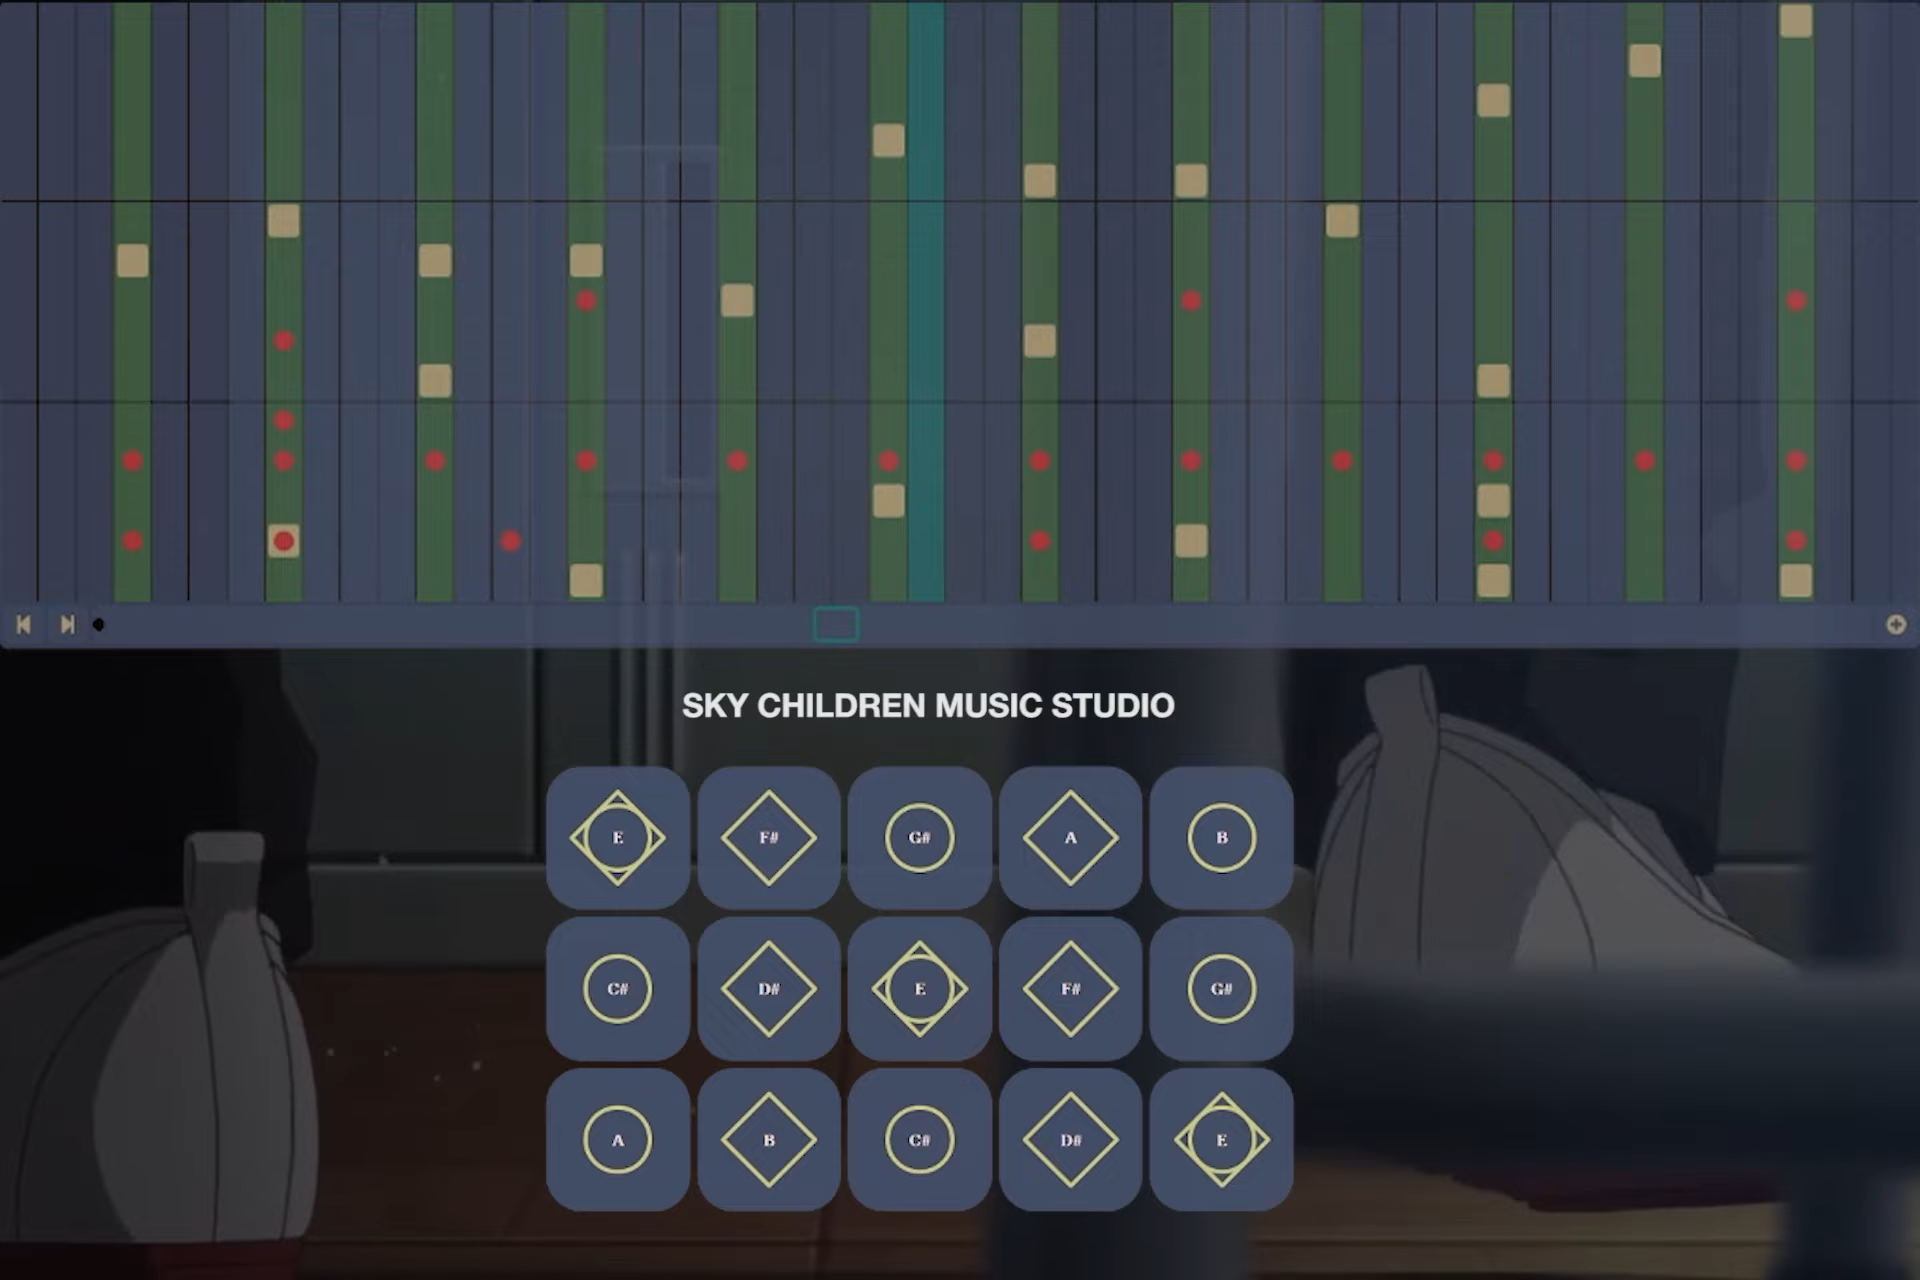 SKY CHILDREN MUSIC STUDIO
E F# G# A B
C# D# E F# G#
A B C# D# E